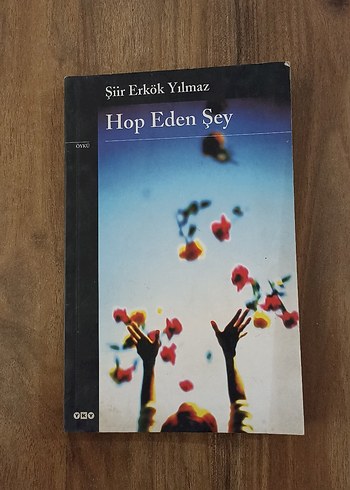 Şiir Erkök Yılmaz
Hop Eden Şey
ÖYKÜ
YKY